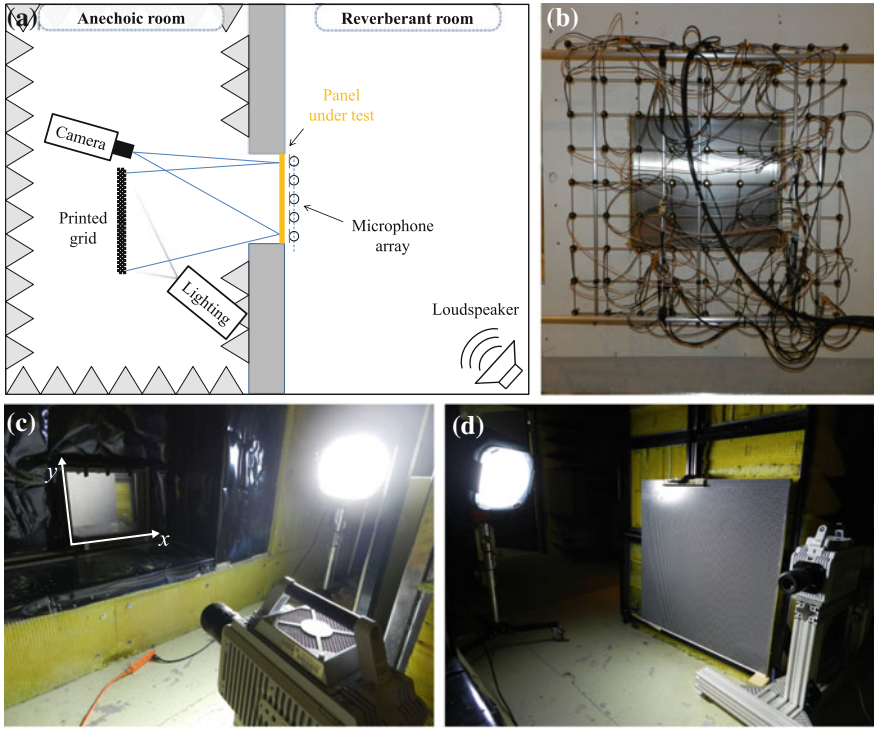 (a)
Anechoic room
Reverberant room
Panel
under test
Camera
Printed
grid
Microphone
array
Lighting
Loudspeaker
(b)
(c)
y
x
(d)